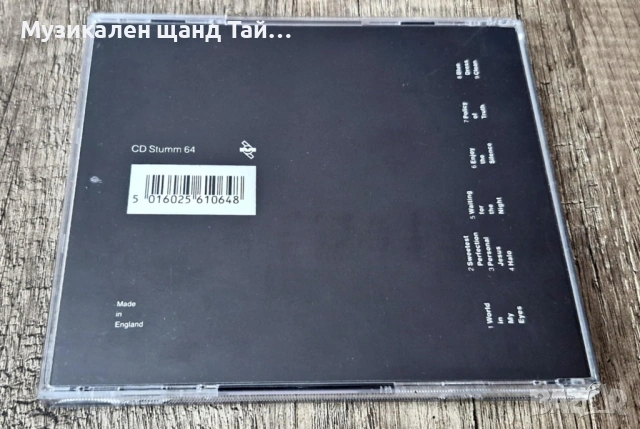 Музикален щанд Тай…
CD Stumm 64
5 016025 610648
Made
in
England
1 World
in
My
Eyes
2 Sweetest
Perfection
3 Personal
Jesus
4 Halo
5 Waiting
for
the
Night
6 Enjoy
the
Silence
7 Policy
of
Truth
8 Blue
Dress
9 Clean